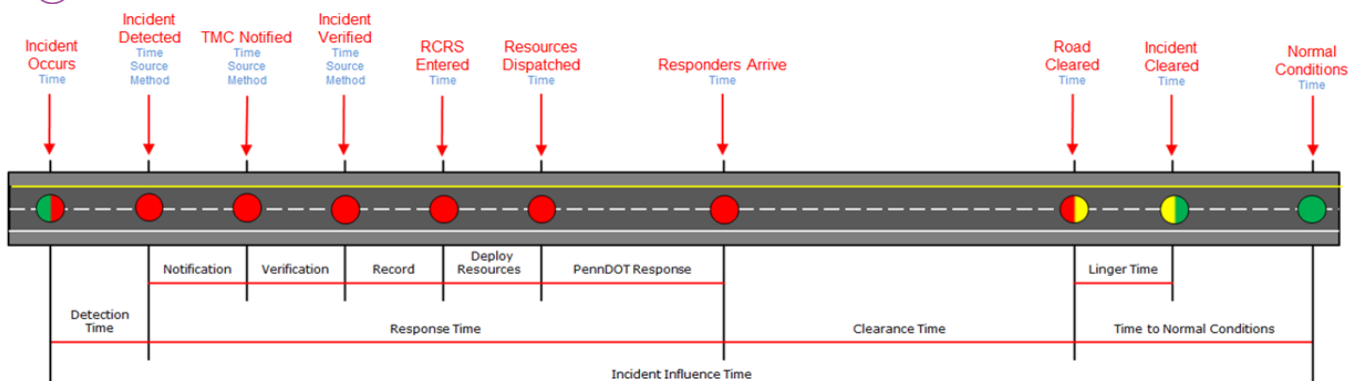 Incident
Occurs
Time
Incident
Detected
Time
Source
Method
TMC Notified
Time
Source
Method
Incident
Verified
Time
Source
Method
RCRS
Entered
Time
Resources
Dispatched
Time
Responders Arrive
Time
Road
Cleared
Time
Incident
Cleared
Time
Normal
Conditions
Time
Notification
Verification
Record
Deploy
Resources
PennDOT Response
Linger Time
Detection
Time
Response Time
Clearance Time
Time to Normal Conditions
Incident Influence Time